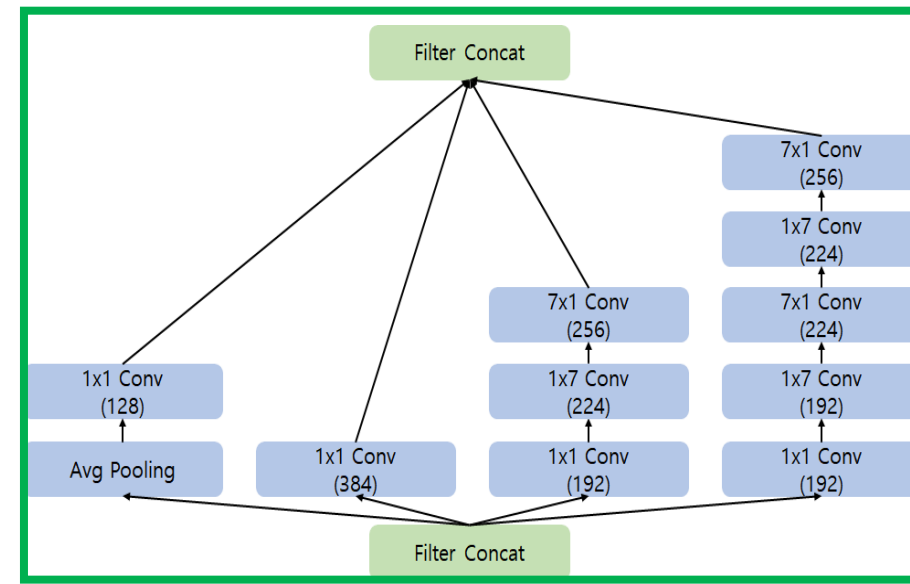 Filter Concat
7x1 Conv
(256)
1x7 Conv
(224)
7x1 Conv
(256)
7x1 Conv
(224)
1x1 Conv
(128)
1x7 Conv
(224)
1x7 Conv
(192)
Avg Pooling
1x1 Conv
(384)
1x1 Conv
(192)
1x1 Conv
(192)
Filter Concat